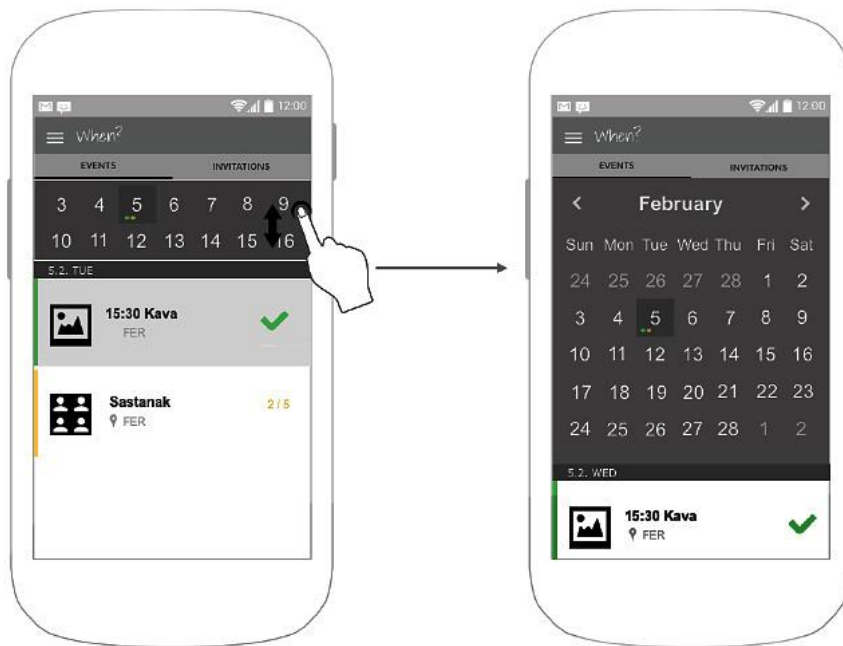 12:00
When?
EVENTS INVITATIONS
3 4 5 6 7 8 9
10 11 12 13 14 15 16
5.2. TUE
15:30 Kava
FER
Sastanak 2/5
FER
12:00
When?
EVENTS INVITATIONS
< February >
Sun Mon Tue Wed Thu Fri Sat
24 25 26 27 28 1 2
3 4 5 6 7 8 9
10 11 12 13 14 15 16
17 18 19 20 21 22 23
24 25 26 27 28 1 2
5.2. WED
15:30 Kava
FER